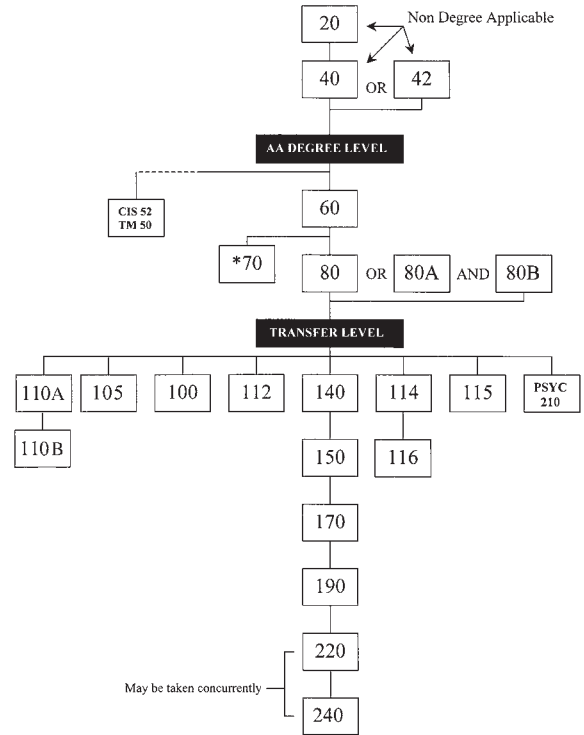 20
Non Degree Applicable
40
OR
42
AA DEGREE LEVEL
CIS 52
TM 50
60
*70
80
OR
80A
AND
80B
TRANSFER LEVEL
110A
105
100
112
140
114
115
PSYC
210
110B
150
116
170
190
220
May be taken concurrently
240